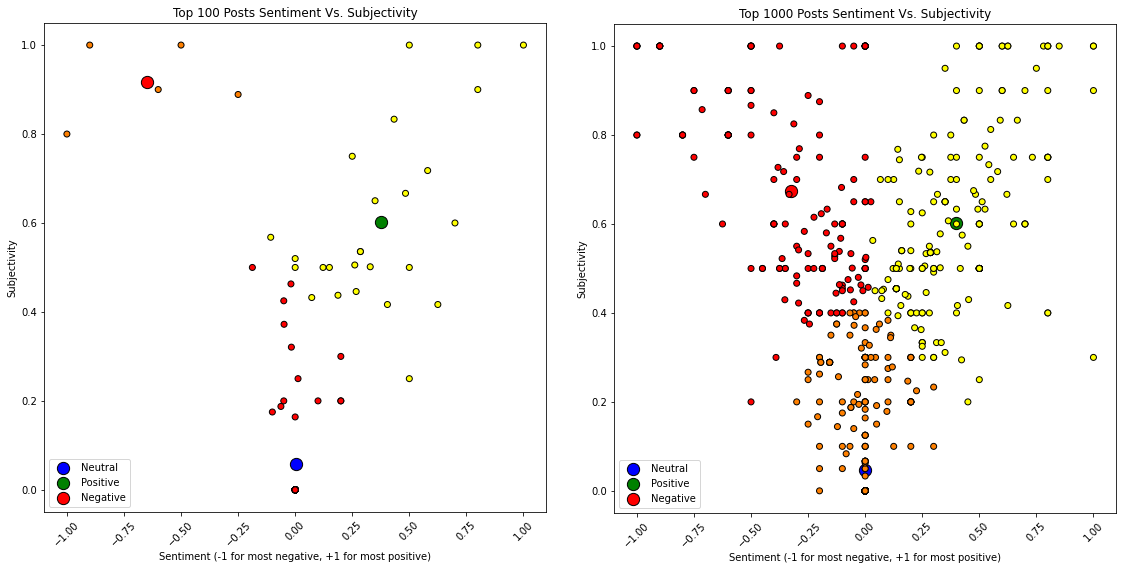 Top 100 Posts Sentiment Vs. Subjectivity
1.0
0.8
0.6
0.4
0.2
0.0
Subjectivity
Neutral
Positive
Negative
−1.00
−0.75
−0.50
−0.25
0.00
0.25
0.50
0.75
1.00
Sentiment (-1 for most negative, +1 for most positive)
Top 1000 Posts Sentiment Vs. Subjectivity
1.0
0.8
0.6
0.4
0.2
0.0
Subjectivity
Neutral
Positive
Negative
−1.00
−0.75
−0.50
−0.25
0.00
0.25
0.50
0.75
1.00
Sentiment (-1 for most negative, +1 for most positive)